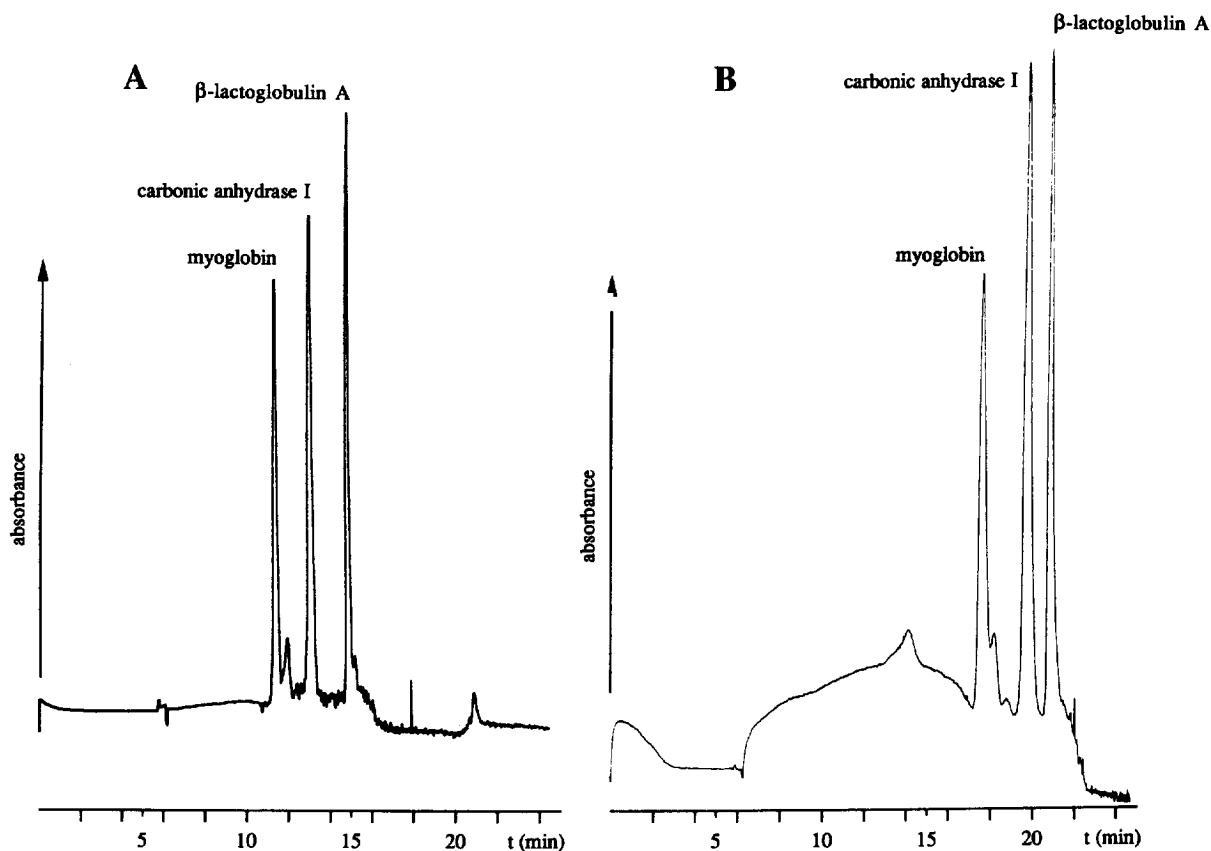 A
β-lactoglobulin A
carbonic anhydrase I
myoglobin
absorbance
5 10 15 20 t (min)
B
β-lactoglobulin A
carbonic anhydrase I
myoglobin
absorbance
5 10 15 20 t (min)